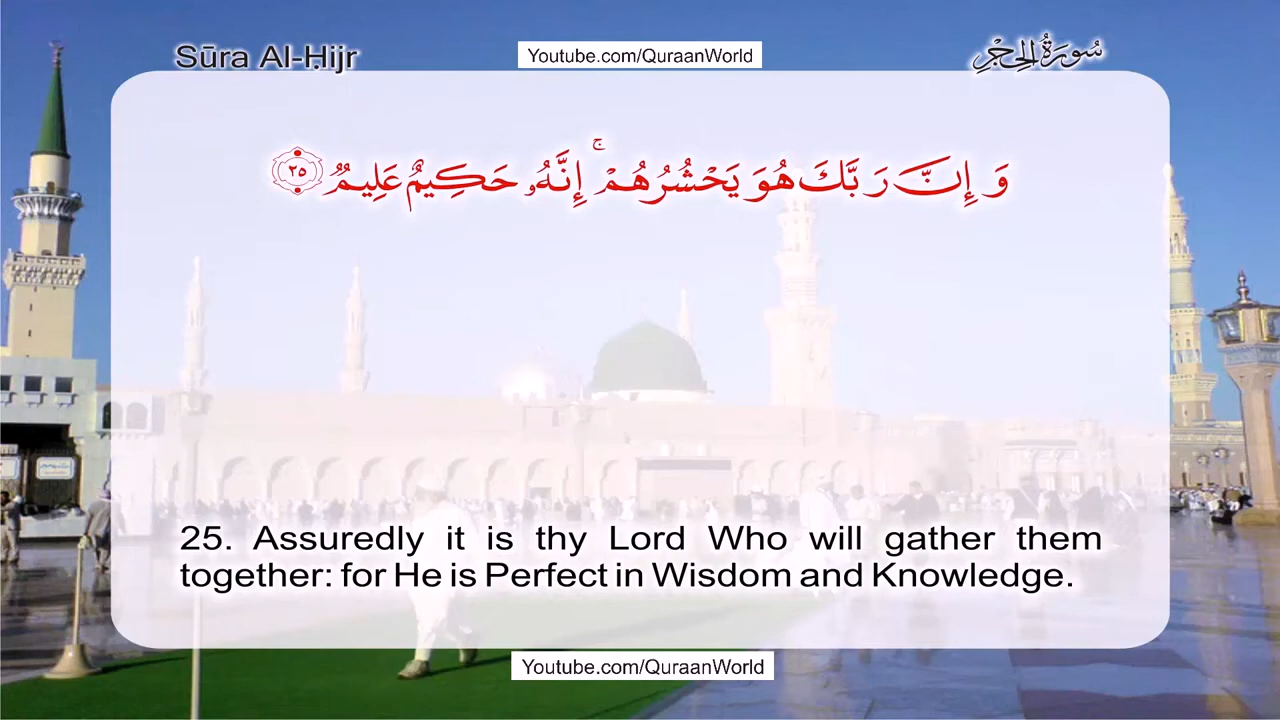 Sūra Al-Ḥijr
Youtube.com/QuraanWorld
سُورَةُ الحِجْرِ
وَإِنَّ رَبَّكَ هُوَ يَحْشُرُهُمْ ۚ إِنَّهُۥ حَكِيمٌ عَلِيمٌ ٢٥
25. Assuredly it is thy Lord Who will gather them
together: for He is Perfect in Wisdom and Knowledge.
Youtube.com/QuraanWorld